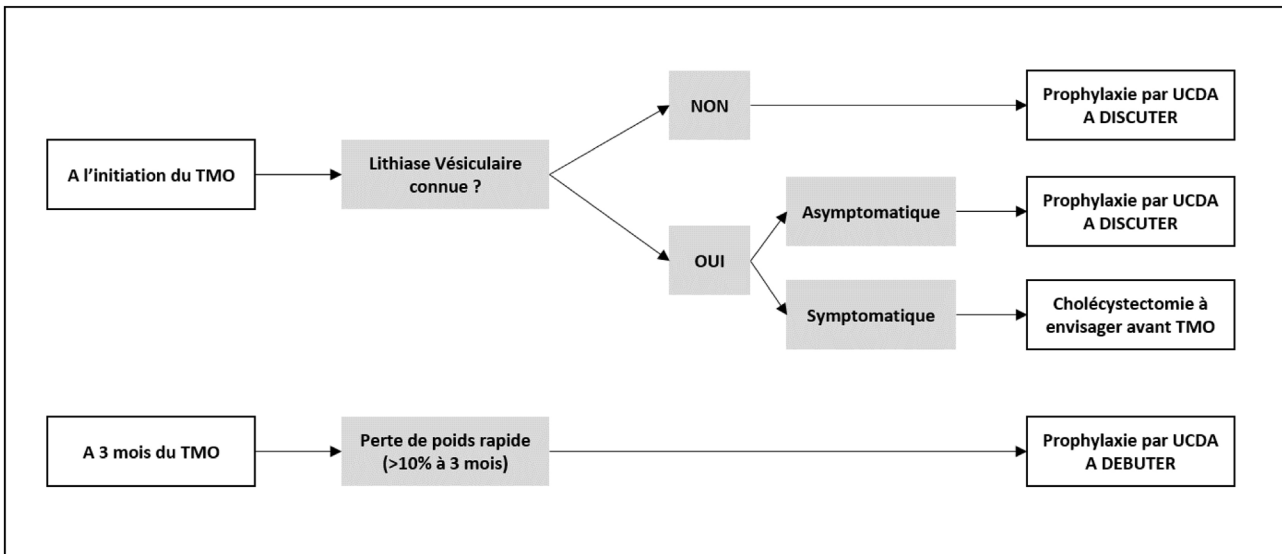 A l’initiation du TMO
Lithiase Vésiculaire
connue ?
NON
Prophylaxie par UCDA
A DISCUTER
OUI
Asymptomatique
Prophylaxie par UCDA
A DISCUTER
Symptomatique
Cholécystectomie à
envisager avant TMO
A 3 mois du TMO
Perte de poids rapide
(>10% à 3 mois)
Prophylaxie par UCDA
A DEBUTER